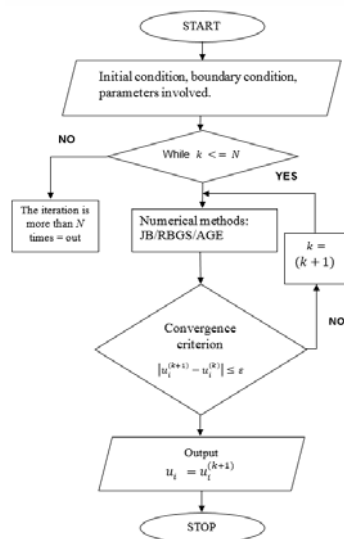 START
Initial condition, boundary condition,
parameters involved.
NO
While k <= N
YES
The iteration is
more than N
times = out
Numerical methods:
JB/RBGS/AGE
k =
(k + 1)
Convergence
criterion
|u_i^(k+1) − u_i^(k)| ≤ ε
NO
Output
u_i = u_i^(k+1)
STOP